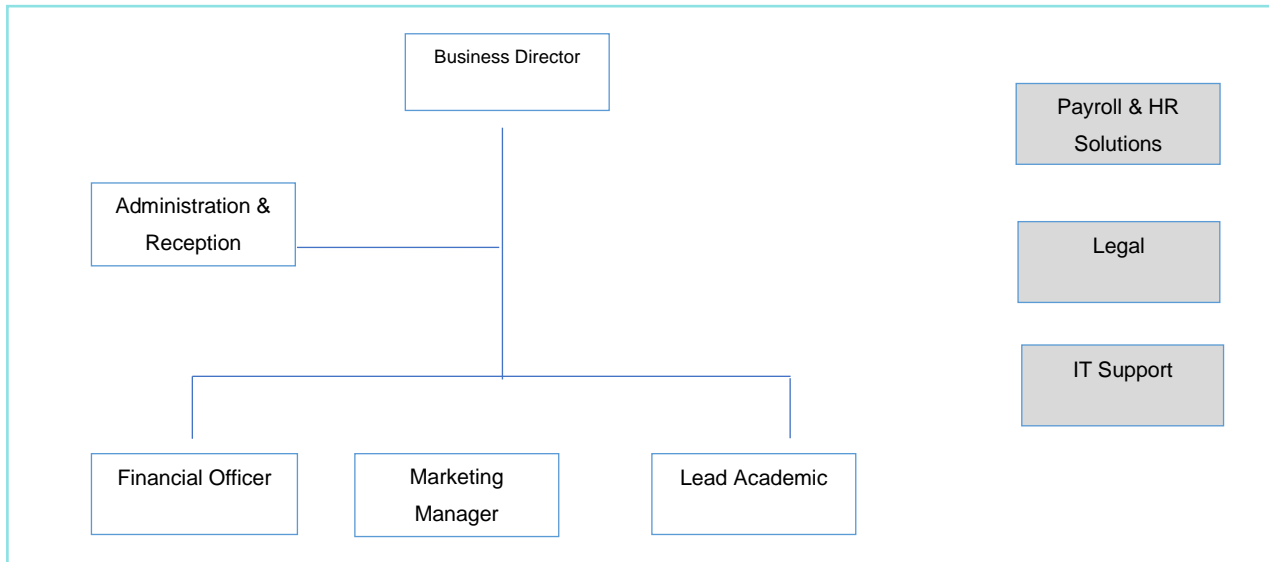 Business Director
Payroll & HR
Solutions
Administration &
Reception
Legal
IT Support
Financial Officer
Marketing
Manager
Lead Academic